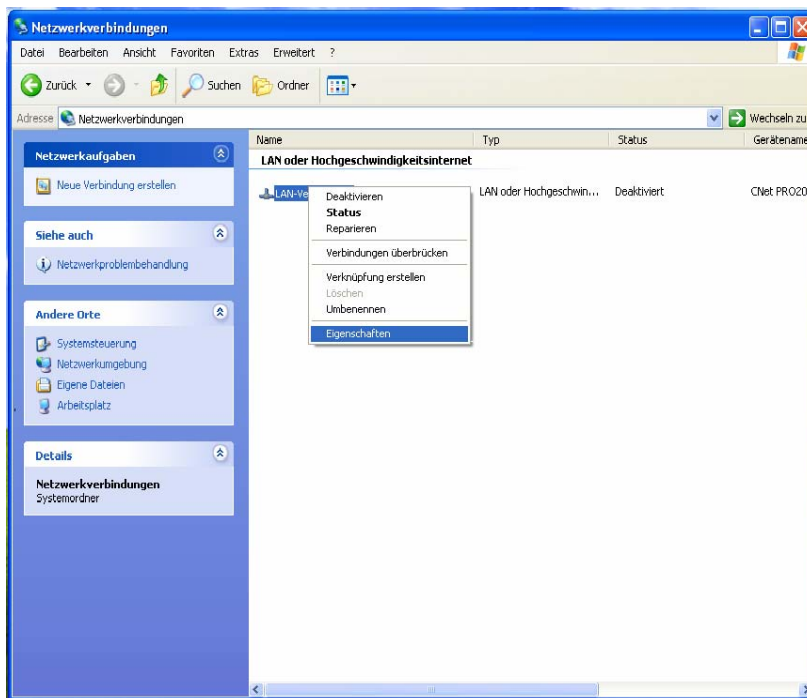 Netzwerkverbindungen
Datei Bearbeiten Ansicht Favoriten Extras Erweitert ?
Zurück Suchen Ordner
Adresse Netzwerkverbindungen Wechseln zu
Netzwerkaufgaben
Neue Verbindung erstellen
Siehe auch
Netzwerkproblembehandlung
Andere Orte
Systemsteuerung
Netzwerkumgebung
Eigene Dateien
Arbeitsplatz
Details
Netzwerkverbindungen
Systemordner
Name Typ Status Gerätename
LAN oder Hochgeschwindigkeitsinternet
LAN-Ve LAN oder Hochgeschwin... Deaktiviert CNet PRO20
Deaktivieren
Status
Reparieren
Verbindungen überbrücken
Verknüpfung erstellen
Löschen
Umbenennen
Eigenschaften